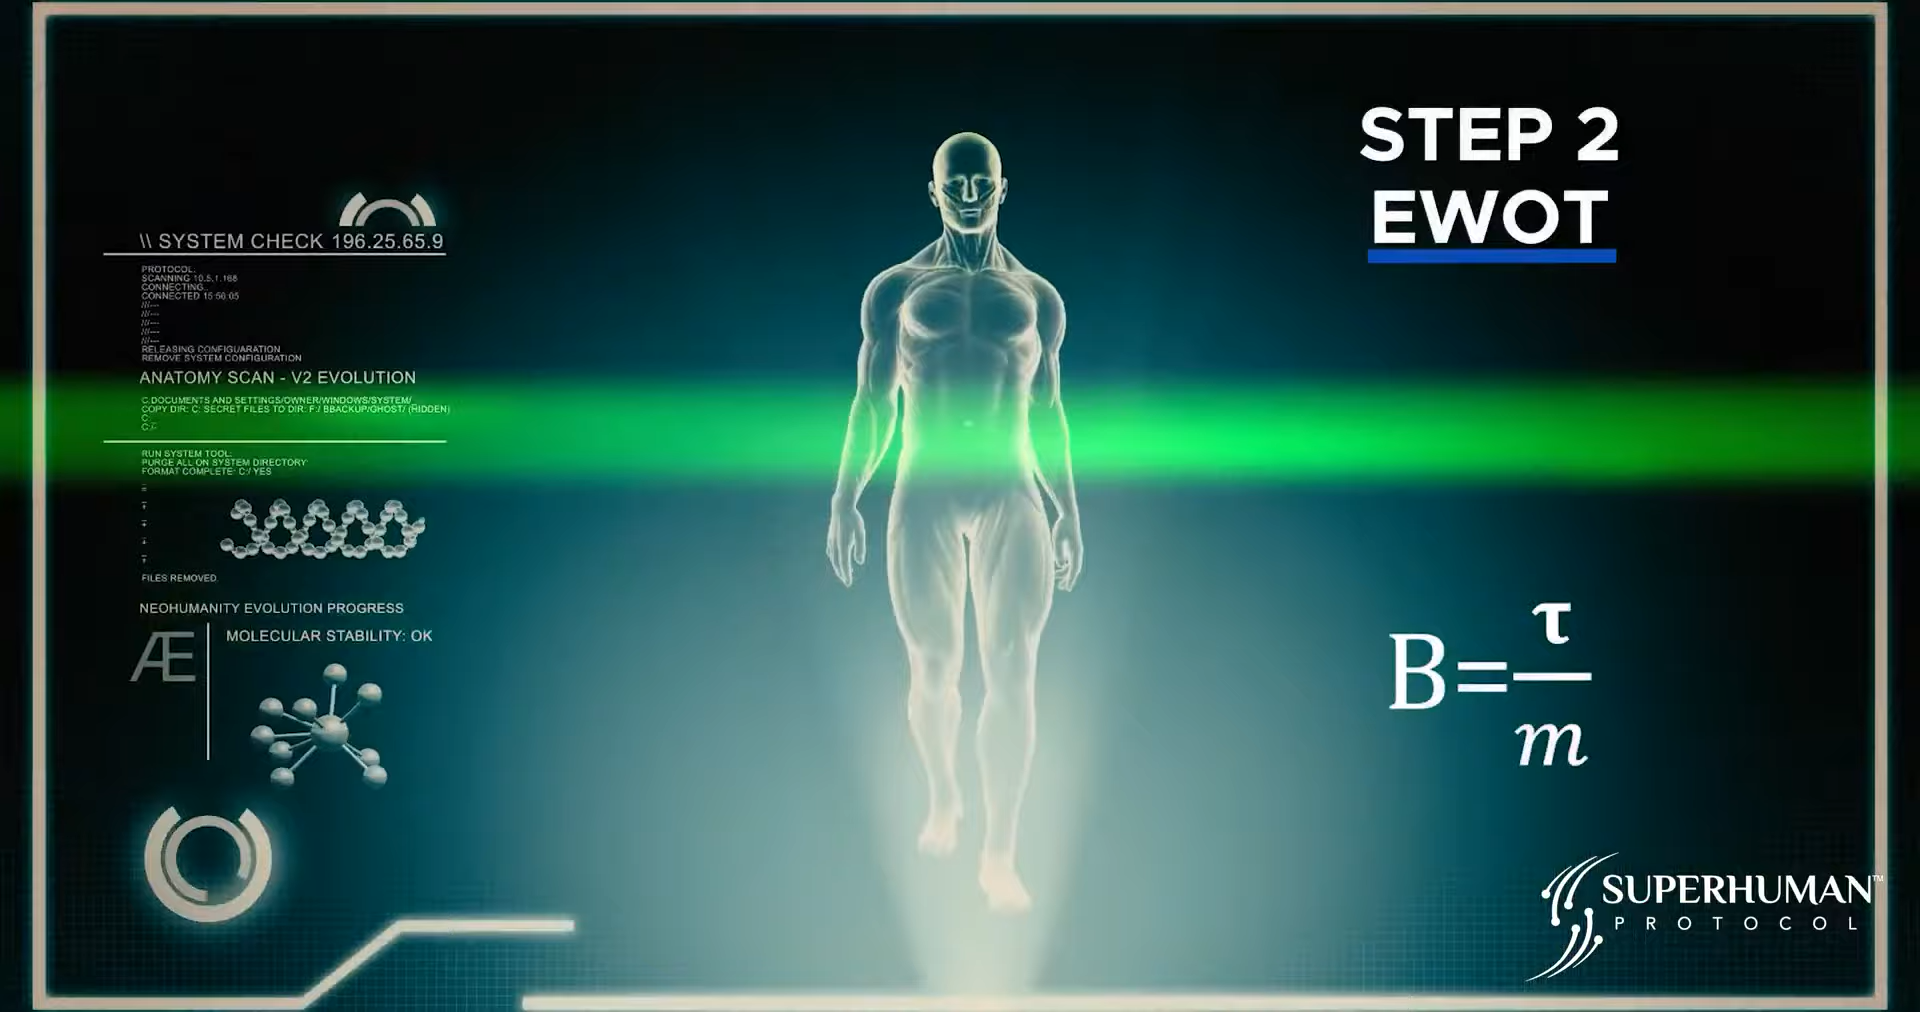 STEP 2
EWOT
\\ SYSTEM CHECK 196.25.65.9
PROTOCOL:
SCANNING 10.5.1.168
CONNECTING..
CONNECTED 15:50:05
///---
///---
///---
///---
///---
RELEASING CONFIGUARATION
REMOVE SYSTEM CONFIGURATION
ANATOMY SCAN - V2 EVOLUTION
C:DOCUMENTS AND SETTINGS/OWNER/WINDOWS/SYSTEM/
COPY DIR: C: SECRET FILES TO DIR: F:/ BBACKUP/GHOST/ (RIDDEN)
C:
C:/
RUN SYSTEM TOOL:
PURGE ALL ON SYSTEM DIRECTORY
FORMAT COMPLETE: C:/ YES
FILES REMOVED.
NEOHUMANITY EVOLUTION PROGRESS
Æ
MOLECULAR STABILITY: OK
B=τ/m
SUPERHUMAN™
PROTOCOL